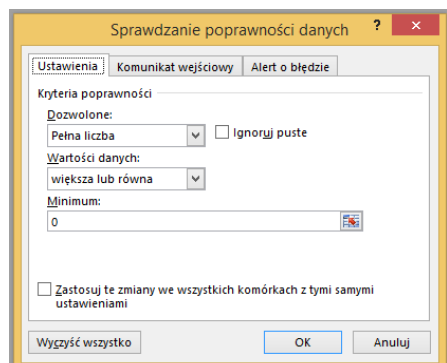 Sprawdzanie poprawności danych ? ×
Ustawienia Komunikat wejściowy Alert o błędzie
Kryteria poprawności
Dozwolone:
Pełna liczba Ignoruj puste
Wartości danych:
większa lub równa
Minimum:
0
Zastosuj te zmiany we wszystkich komórkach z tymi samymi
ustawieniami
Wyczyść wszystko OK Anuluj